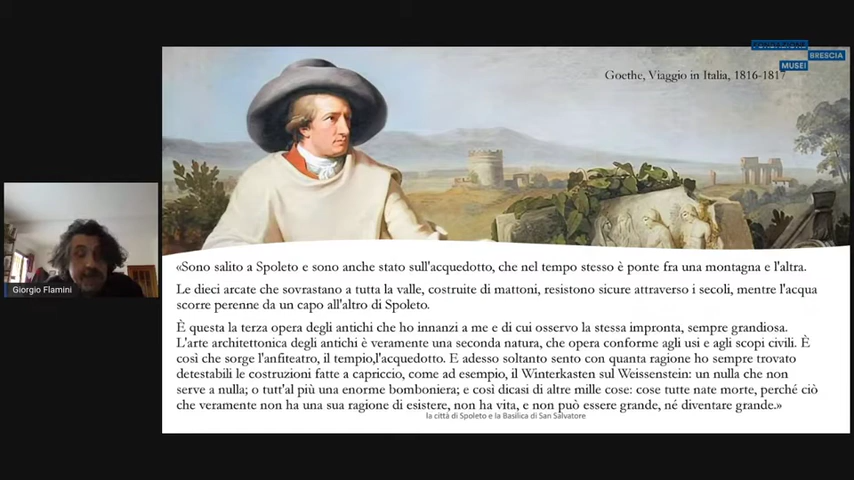 BRESCIA
MUSEI
Goethe, Viaggio in Italia, 1816-1817
«Sono salito a Spoleto e sono anche stato sull'acquedotto, che nel tempo stesso è ponte fra una montagna e l'altra.
Le dieci arcate che sovrastano a tutta la valle, costruite di mattoni, resistono sicure attraverso i secoli, mentre l'acqua
scorre perenne da un capo all'altro di Spoleto.
È questa la terza opera degli antichi che ho innanzi a me e di cui osservo la stessa impronta, sempre grandiosa.
L'arte architettonica degli antichi è veramente una seconda natura, che opera conforme agli usi e agli scopi civili. È
così che sorge l'anfiteatro, il tempio,l'acquedotto. E adesso soltanto sento con quanta ragione ho sempre trovato
detestabili le costruzioni fatte a capriccio, come ad esempio, il Winterkasten sul Weissenstein: un nulla che non
serve a nulla; o tutt'al più una enorme bomboniera; e così dicasi di altre mille cose: cose tutte nate morte, perché ciò
che veramente non ha una sua ragione di esistere, non ha vita, e non può essere grande, né diventare grande.»
la città di Spoleto e la Basilica di San Salvatore
Giorgio Flamini